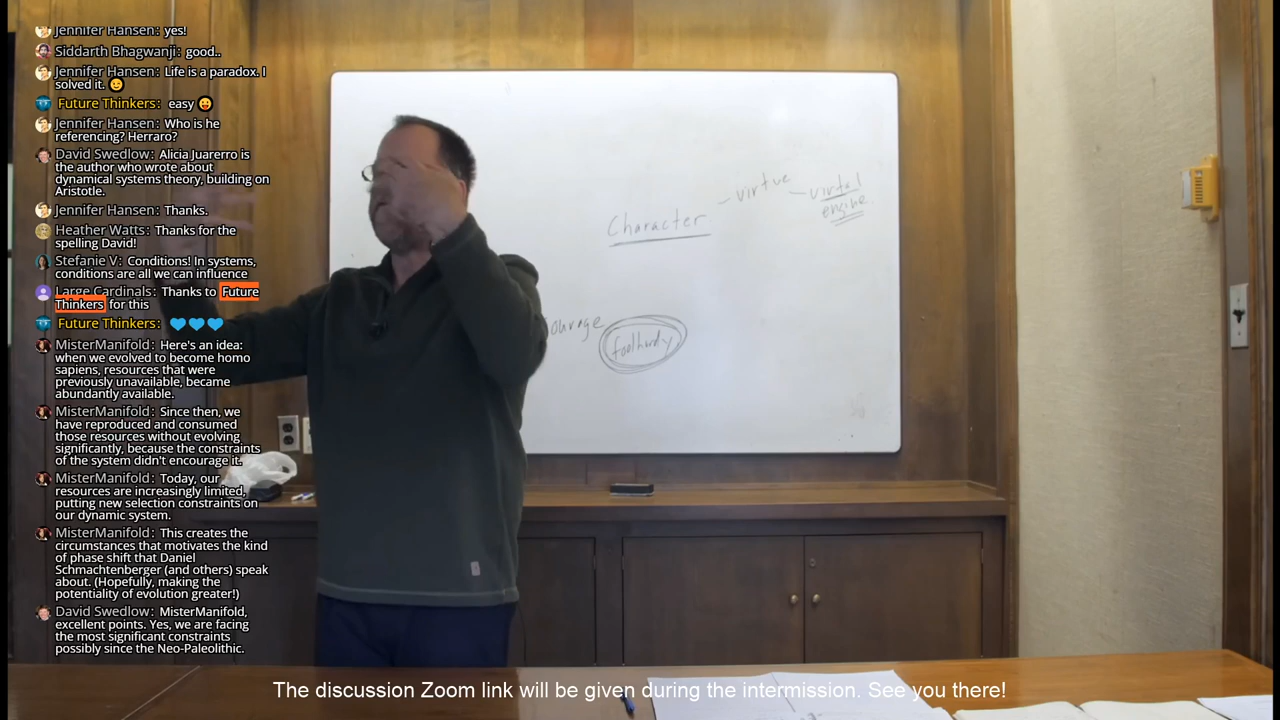 Jennifer Hansen: yes!
Siddarth Bhagwanji: good..
Jennifer Hansen: Life is a paradox. I
solved it. 😉
Future Thinkers: easy 😛
Jennifer Hansen: Who is he
referencing? Herraro?
David Swedlow: Alicia Juarerro is
the author who wrote about
dynamical systems theory, building on
Aristotle.
Jennifer Hansen: Thanks.
Heather Watts: Thanks for the
spelling David!
Stefanie V: Conditions! In systems,
conditions are all we can influence
Large Cardinals: Thanks to Future
Thinkers for this
Future Thinkers: 💙💙💙
MisterManifold: Here's an idea:
when we evolved to become homo
sapiens, resources that were
previously unavailable, became
abundantly available.
MisterManifold: Since then, we
have reproduced and consumed
those resources without evolving
significantly, because the constraints
of the system didn't encourage it.
MisterManifold: Today, our
resources are increasingly limited,
putting new selection constraints on
our dynamic system.
MisterManifold: This creates the
circumstances that motivates the kind
of phase shift that Daniel
Schmachtenberger (and others) speak
about. (Hopefully, making the
potentiality of evolution greater!)
David Swedlow: MisterManifold,
excellent points. Yes, we are facing
the most significant constraints
possibly since the Neo-Paleolithic.
Character – virtue – virtual
engine
ourage
foolhardy
The discussion Zoom link will be given during the intermission. See you there!